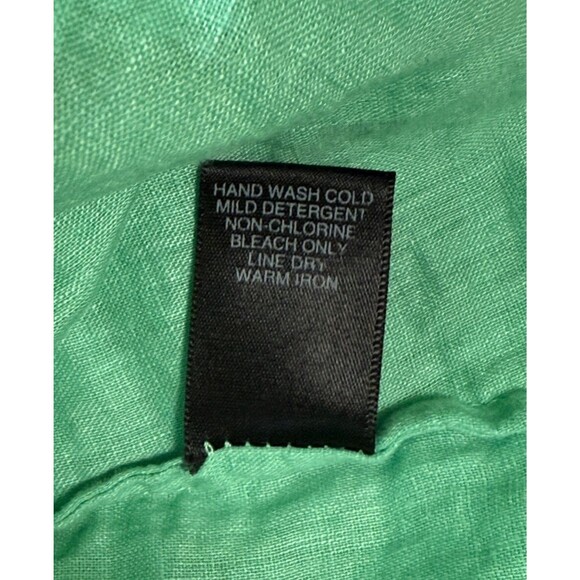 HAND WASH COLD
MILD DETERGENT
NON-CHLORINE
BLEACH ONLY
LINE DRY
WARM IRON